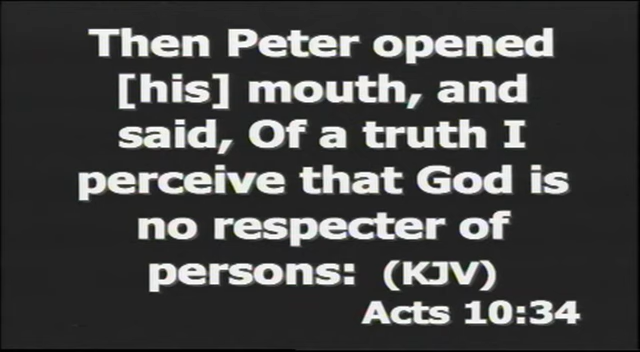 Then Peter opened
[his] mouth, and
said, Of a truth I
perceive that God is
no respecter of
persons: (KJV)
Acts 10:34